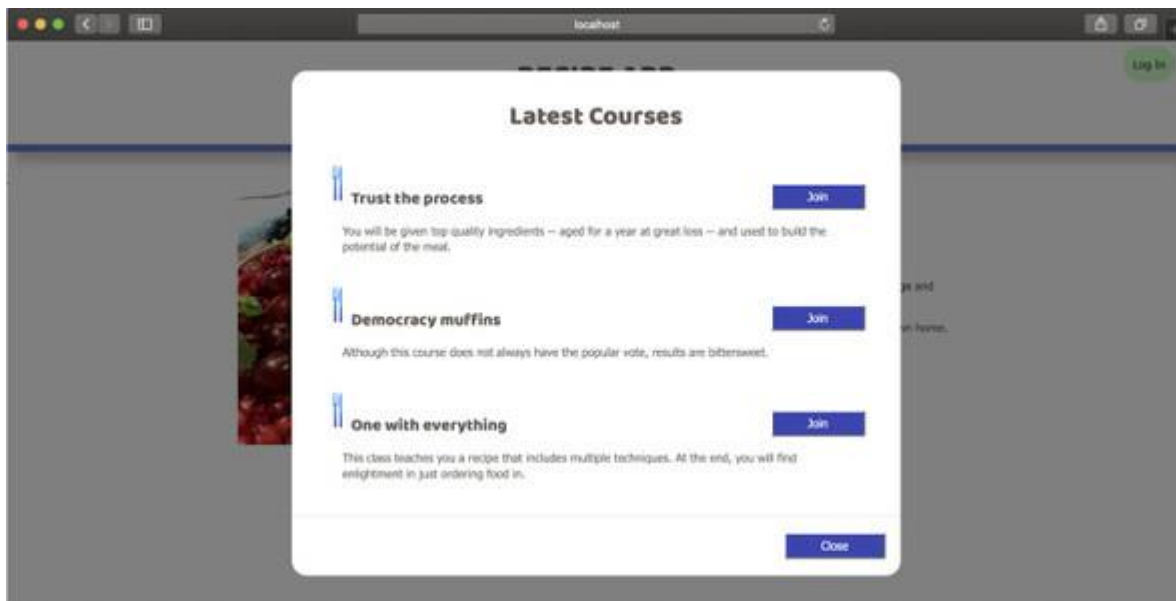 localhost
Log In
Latest Courses
Trust the process
Join
You will be given top quality ingredients -- aged for a year at great loss -- and used to build the
potential of the meal.
Democracy muffins
Join
Although this course does not always have the popular vote, results are bittersweet.
One with everything
Join
This class teaches you a recipe that includes multiple techniques. At the end, you will find
enlightment in just ordering food in.
and
home.
Close